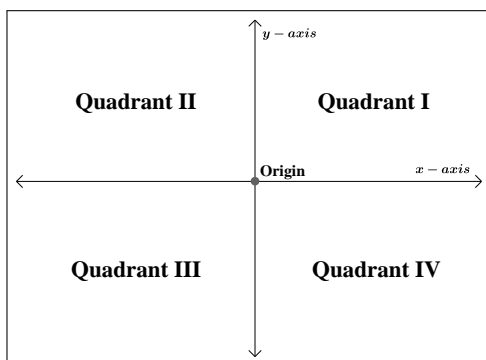 y − axis
Quadrant II
Quadrant I
Origin
x − axis
Quadrant III
Quadrant IV